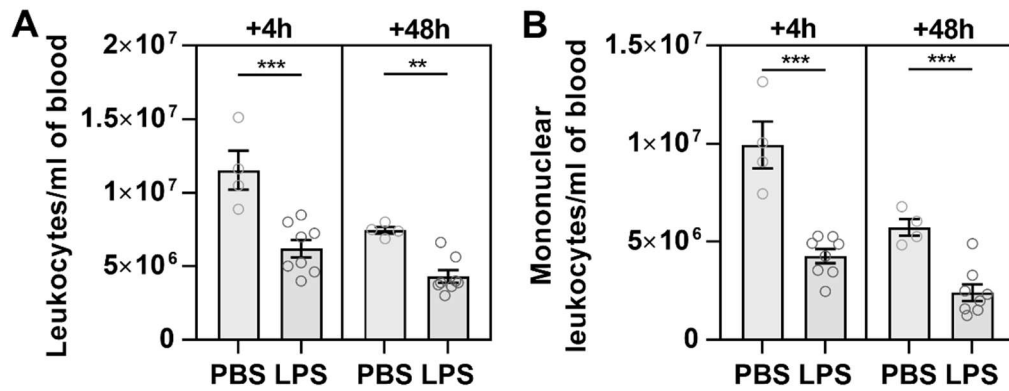 A
Leukocytes/ml of blood
+4h
+48h
2×10⁷
1.5×10⁷
1×10⁷
5×10⁶
0
***
**
PBS LPS
PBS LPS
B
Mononuclear
leukocytes/ml of blood
+4h
+48h
1.5×10⁷
1×10⁷
5×10⁶
0
***
***
PBS LPS
PBS LPS